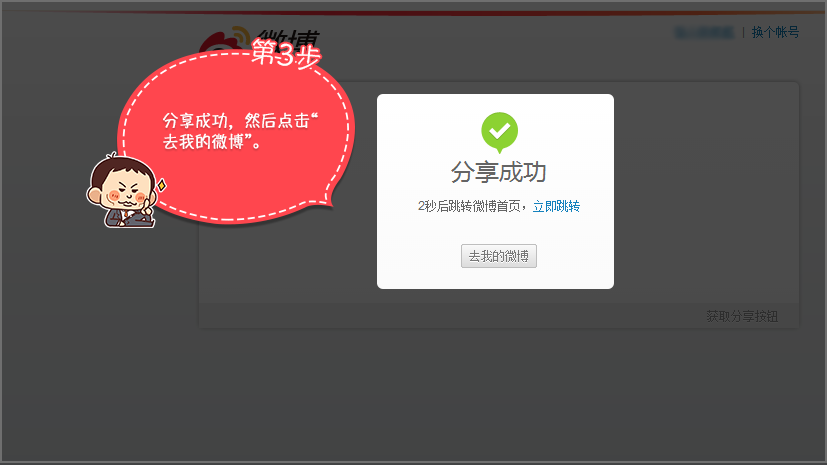 微博
换个帐号
第3步
分享成功，然后点击“
去我的微博”。
分享成功
2秒后跳转微博首页，立即跳转
去我的微博
获取分享按钮